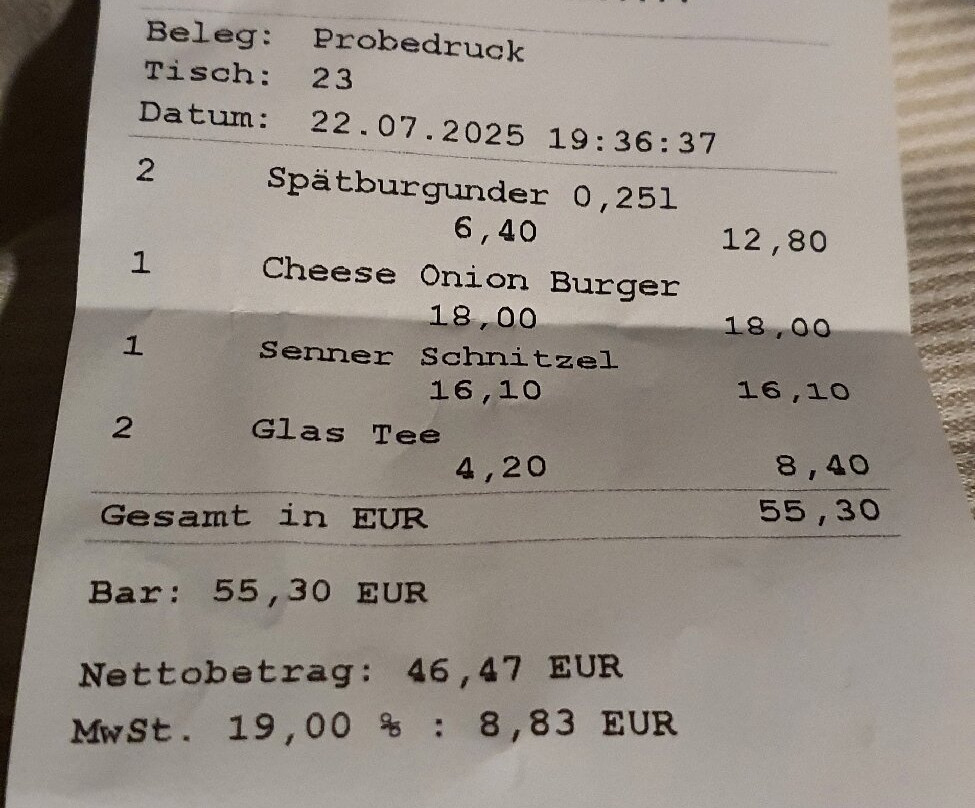 Beleg: Probedruck
Tisch: 23
Datum: 22.07.2025 19:36:37
2 Spätburgunder 0,25l
6,40 12,80
1 Cheese Onion Burger
18,00 18,00
1 Senner Schnitzel
16,10 16,10
2 Glas Tee
4,20 8,40
Gesamt in EUR 55,30
Bar: 55,30 EUR
Nettobetrag: 46,47 EUR
MwSt. 19,00 % : 8,83 EUR